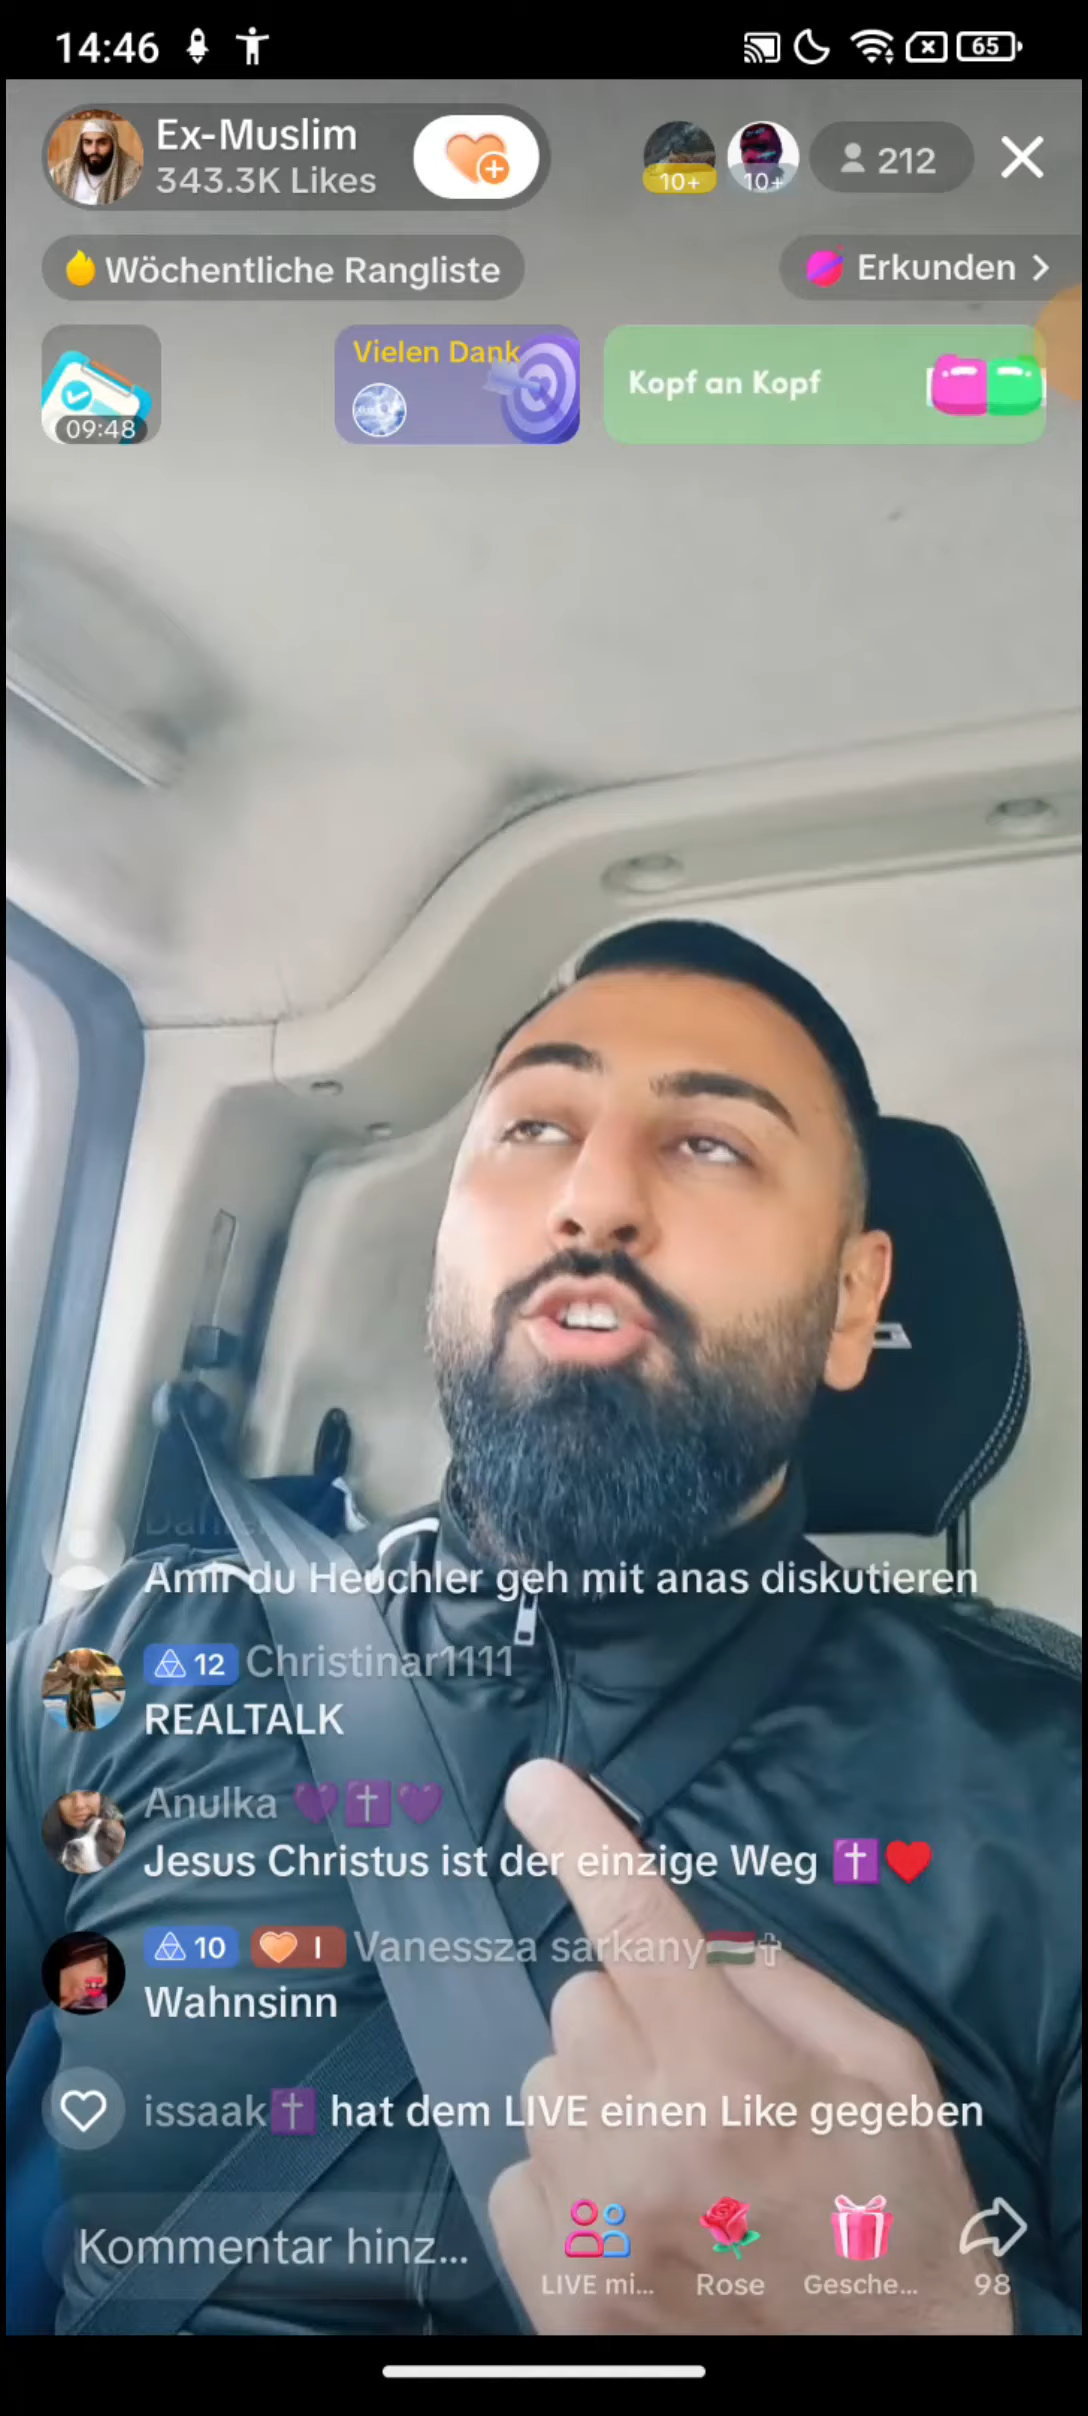 14:46
65
Ex-Muslim
343.3K Likes
10+
10+
212
Wöchentliche Rangliste
Erkunden
09:48
Vielen Dank
Kopf an Kopf
Amir du Heuchler geh mit anas diskutieren
12 Christinar1111
REALTALK
Anulka 💜✝️💜
Jesus Christus ist der einzige Weg ✝️❤️
10 I Vanessza sarkany🇭🇺✞
Wahnsinn
issaak✝️ hat dem LIVE einen Like gegeben
Kommentar hinz...
LIVE mi...
Rose
Gesche...
98